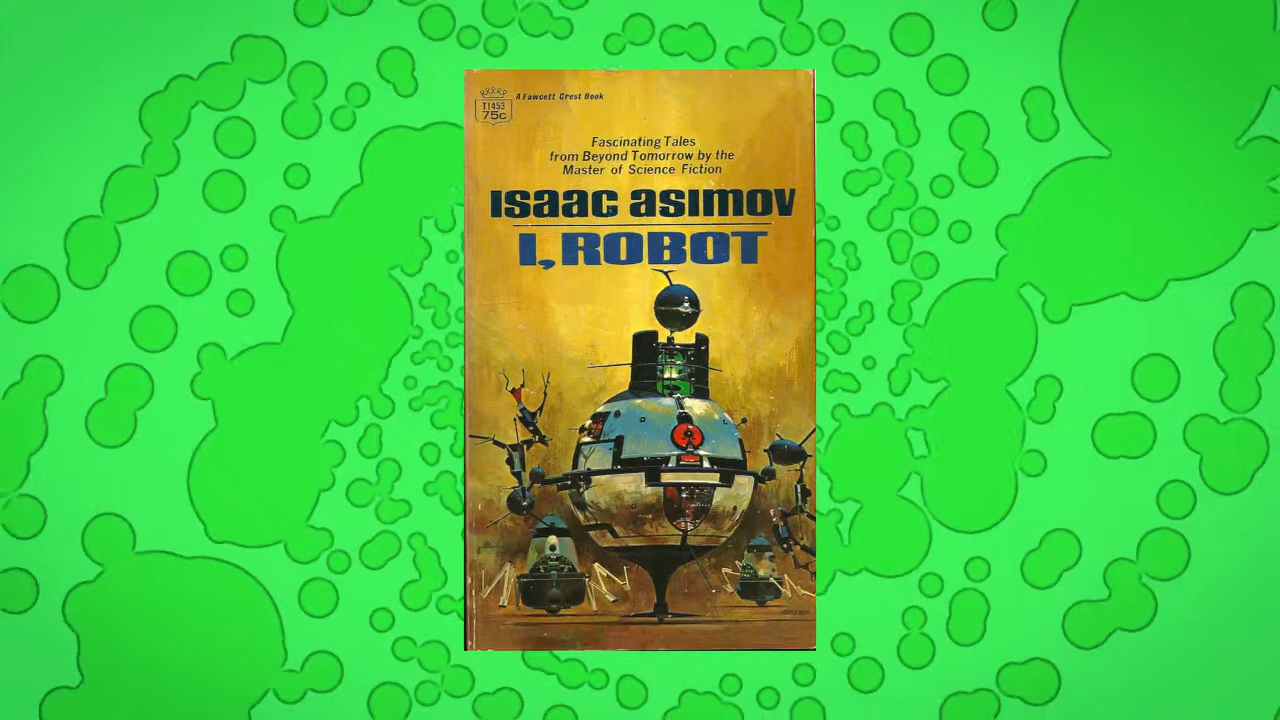 A Fawcett Crest Book
T1453
75c
Fascinating Tales
from Beyond Tomorrow by the
Master of Science Fiction
ISAAC ASIMOV
I, ROBOT